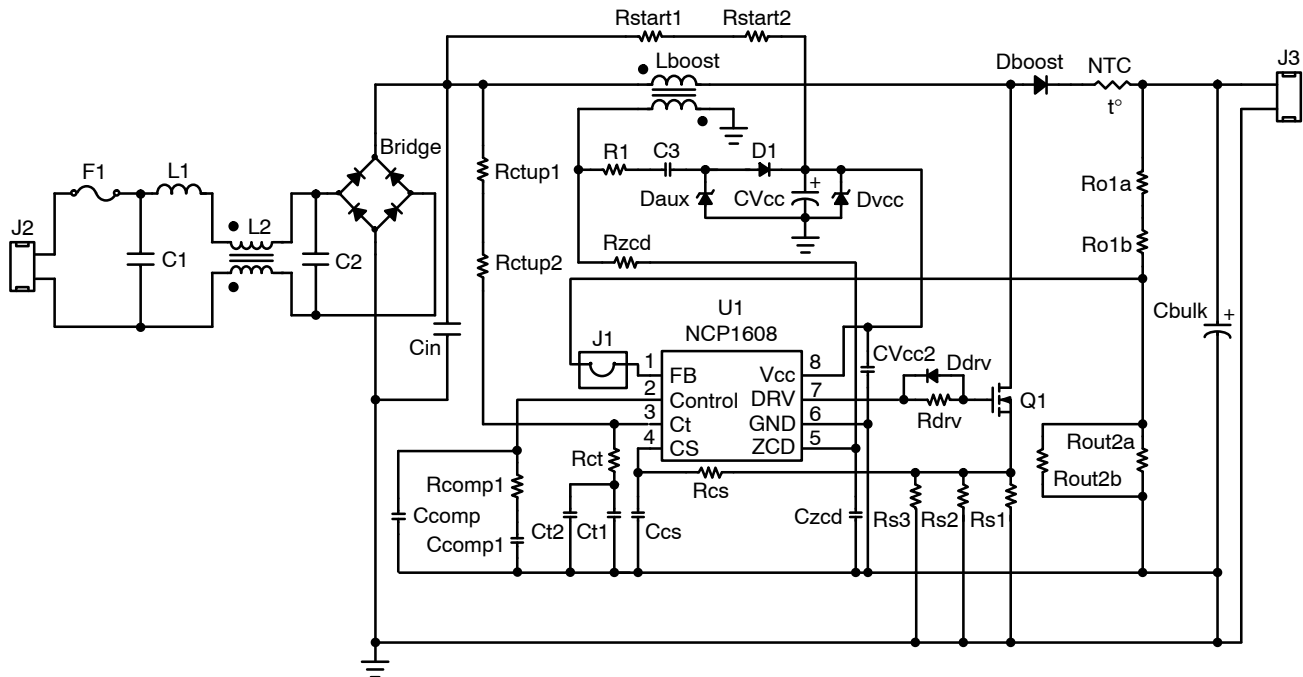 Rstart1
Rstart2
Lboost
Dboost
NTC
t°
J3
Bridge
F1
L1
R1
C3
D1
Rctup1
Daux
CVcc
+
Dvcc
Ro1a
J2
L2
C1
C2
Rzcd
Rctup2
Ro1b
U1
NCP1608
Cbulk
+
Cin
J1
CVcc2
Ddrv
1
FB
Vcc
8
2
Control
DRV
7
Rdrv
Q1
3
Ct
GND
6
4
CS
ZCD
5
Rout2a
Rct
Rout2b
Rcomp1
Rcs
Ccomp
Czcd
Rs3
Rs2
Rs1
Ccomp1
Ct2
Ct1
Ccs